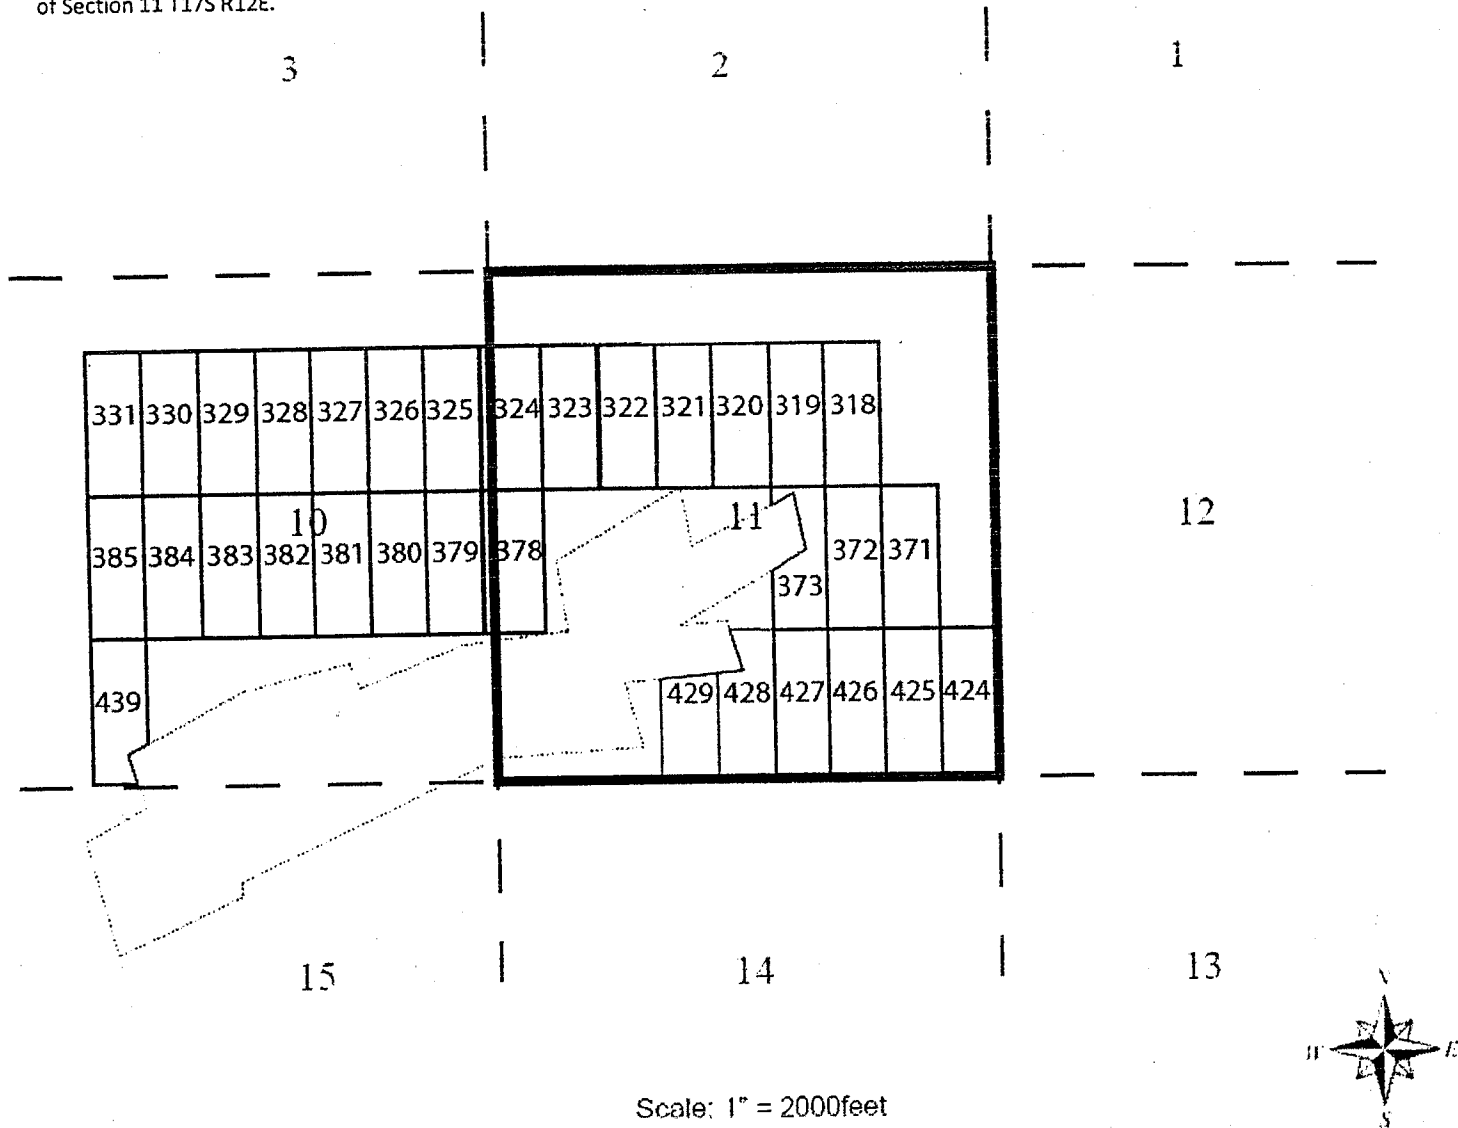 of Section 11 T17S R12E.
3 2 1
331 330 329 328 327 326 325 324 323 322 321 320 319 318
10 11 12
385 384 383 382 381 380 379 378 372 371
373
439 429 428 427 426 425 424
15 14 13
N
W E
S
Scale: 1" = 2000feet